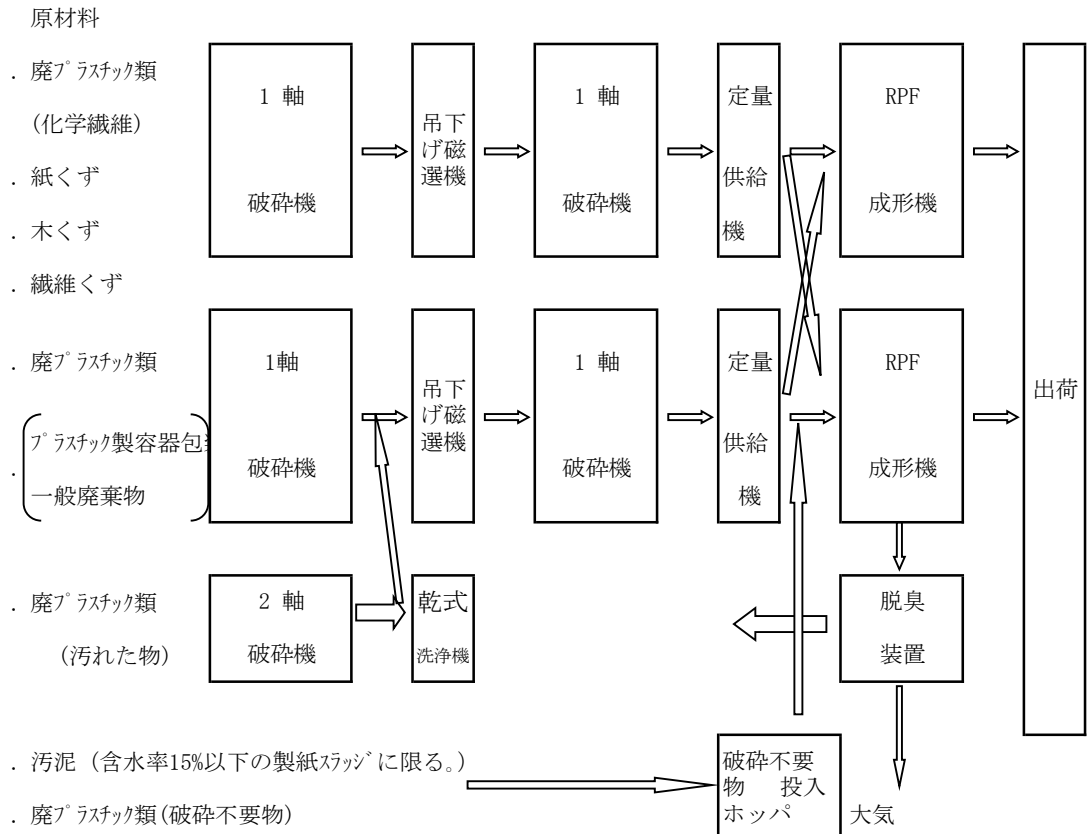 原材料
. 廃プラスチック類
(化学繊維)
. 紙くず
. 木くず
. 繊維くず
1 軸
破砕機
吊下
げ磁
選機
1 軸
破砕機
定量
供給
機
RPF
成形機
. 廃プラスチック類
プラスチック製容器包
.
一般廃棄物
1軸
破砕機
吊下
げ磁
選機
1 軸
破砕機
定量
供給
機
RPF
成形機
出荷
. 廃プラスチック類
(汚れた物)
2 軸
破砕機
乾式
洗浄機
脱臭
装置
. 汚泥 (含水率15%以下の製紙スラッジに限る。)
. 廃プラスチック類(破砕不要物)
破砕不要
物 投入
ホッパ
大気